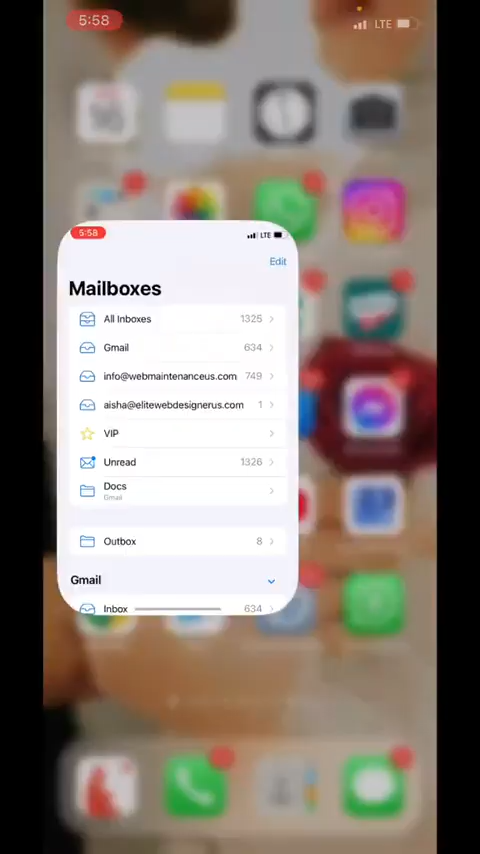 5:58
LTE
5:58
LTE
Edit
Mailboxes
All Inboxes 1325
Gmail 634
info@webmaintenanceus.com 749
aisha@elitewebdesignerus.com 1
VIP
Unread 1326
Docs
Gmail
Outbox 8
Gmail
Inbox 634